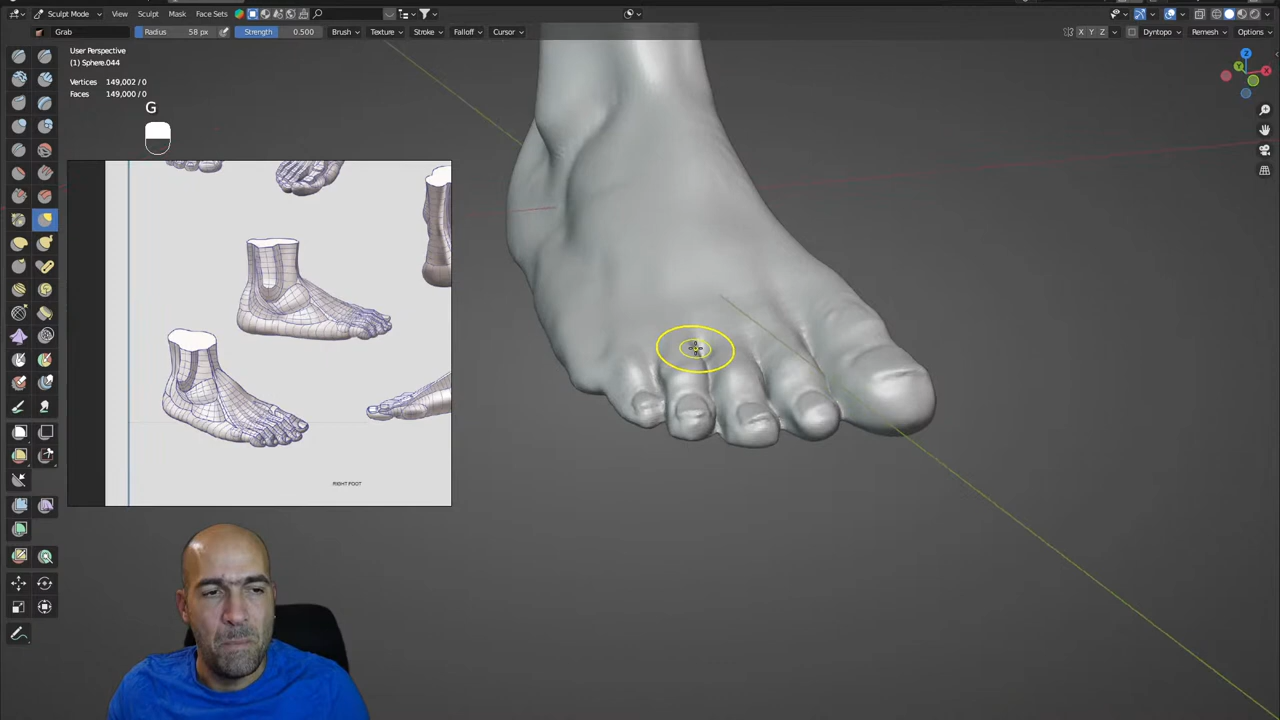 Sculpt Mode View Sculpt Mask Face Sets
Grab Radius 58 px Strength 0.500 Brush Texture Stroke Falloff Cursor X Y Z Dyntopo Remesh Options
User Perspective
(1) Sphere.044
Vertices 149,002 / 0
Faces 149,000 / 0
G
RIGHT FOOT
Z
Y
X